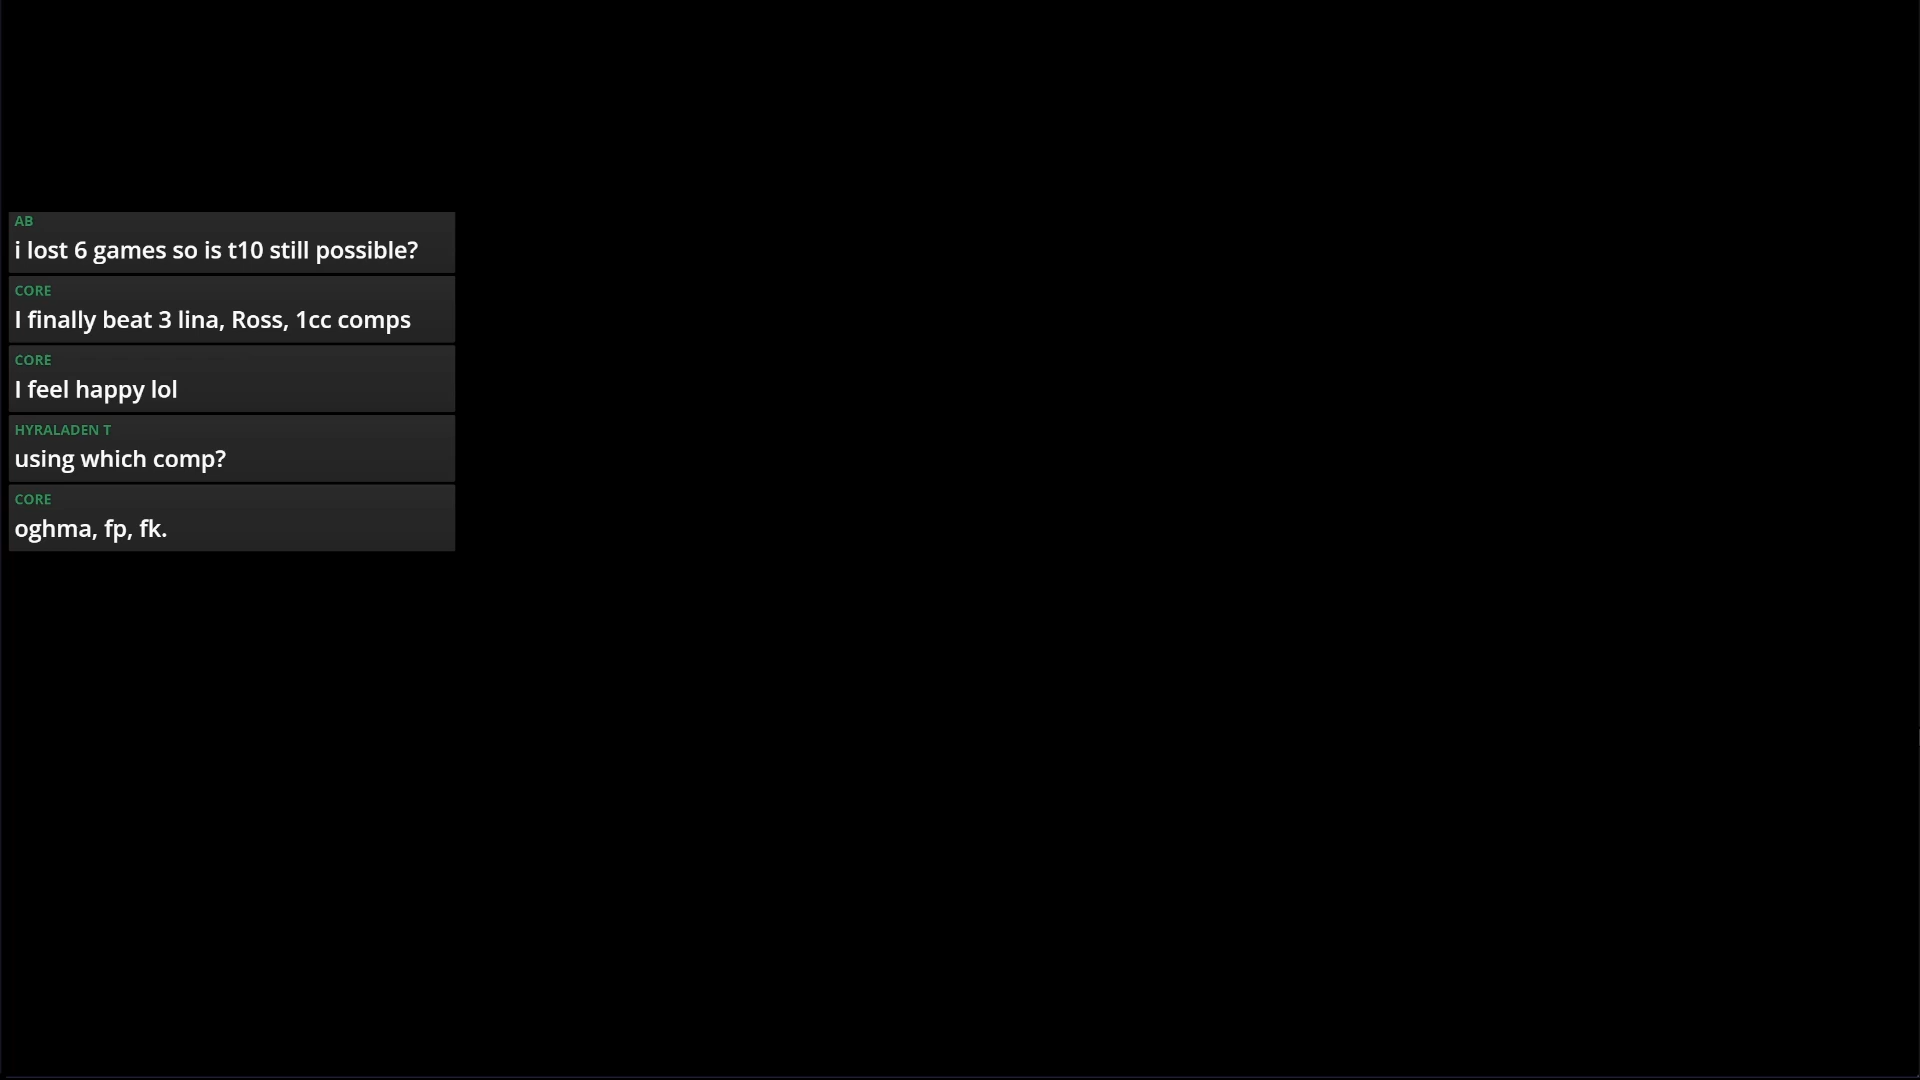 AB
i lost 6 games so is t10 still possible?
CORE
I finally beat 3 lina, Ross, 1cc comps
CORE
I feel happy lol
HYRALADEN T
using which comp?
CORE
oghma, fp, fk.